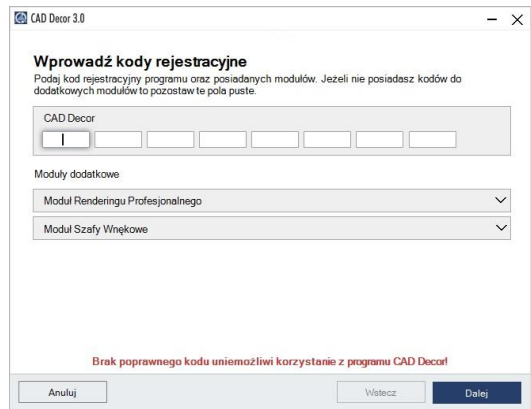 CAD Decor 3.0
Wprowadź kody rejestracyjne
Podaj kod rejestracyjny programu oraz posiadanych modułów. Jeżeli nie posiadasz kodów do
dodatkowych modułów to pozostaw te pola puste.
CAD Decor
Moduły dodatkowe
Moduł Renderingu Profesjonalnego
Moduł Szafy Wnękowe
Brak poprawnego kodu uniemożliwi korzystanie z programu CAD Decor!
Anuluj Wstecz Dalej